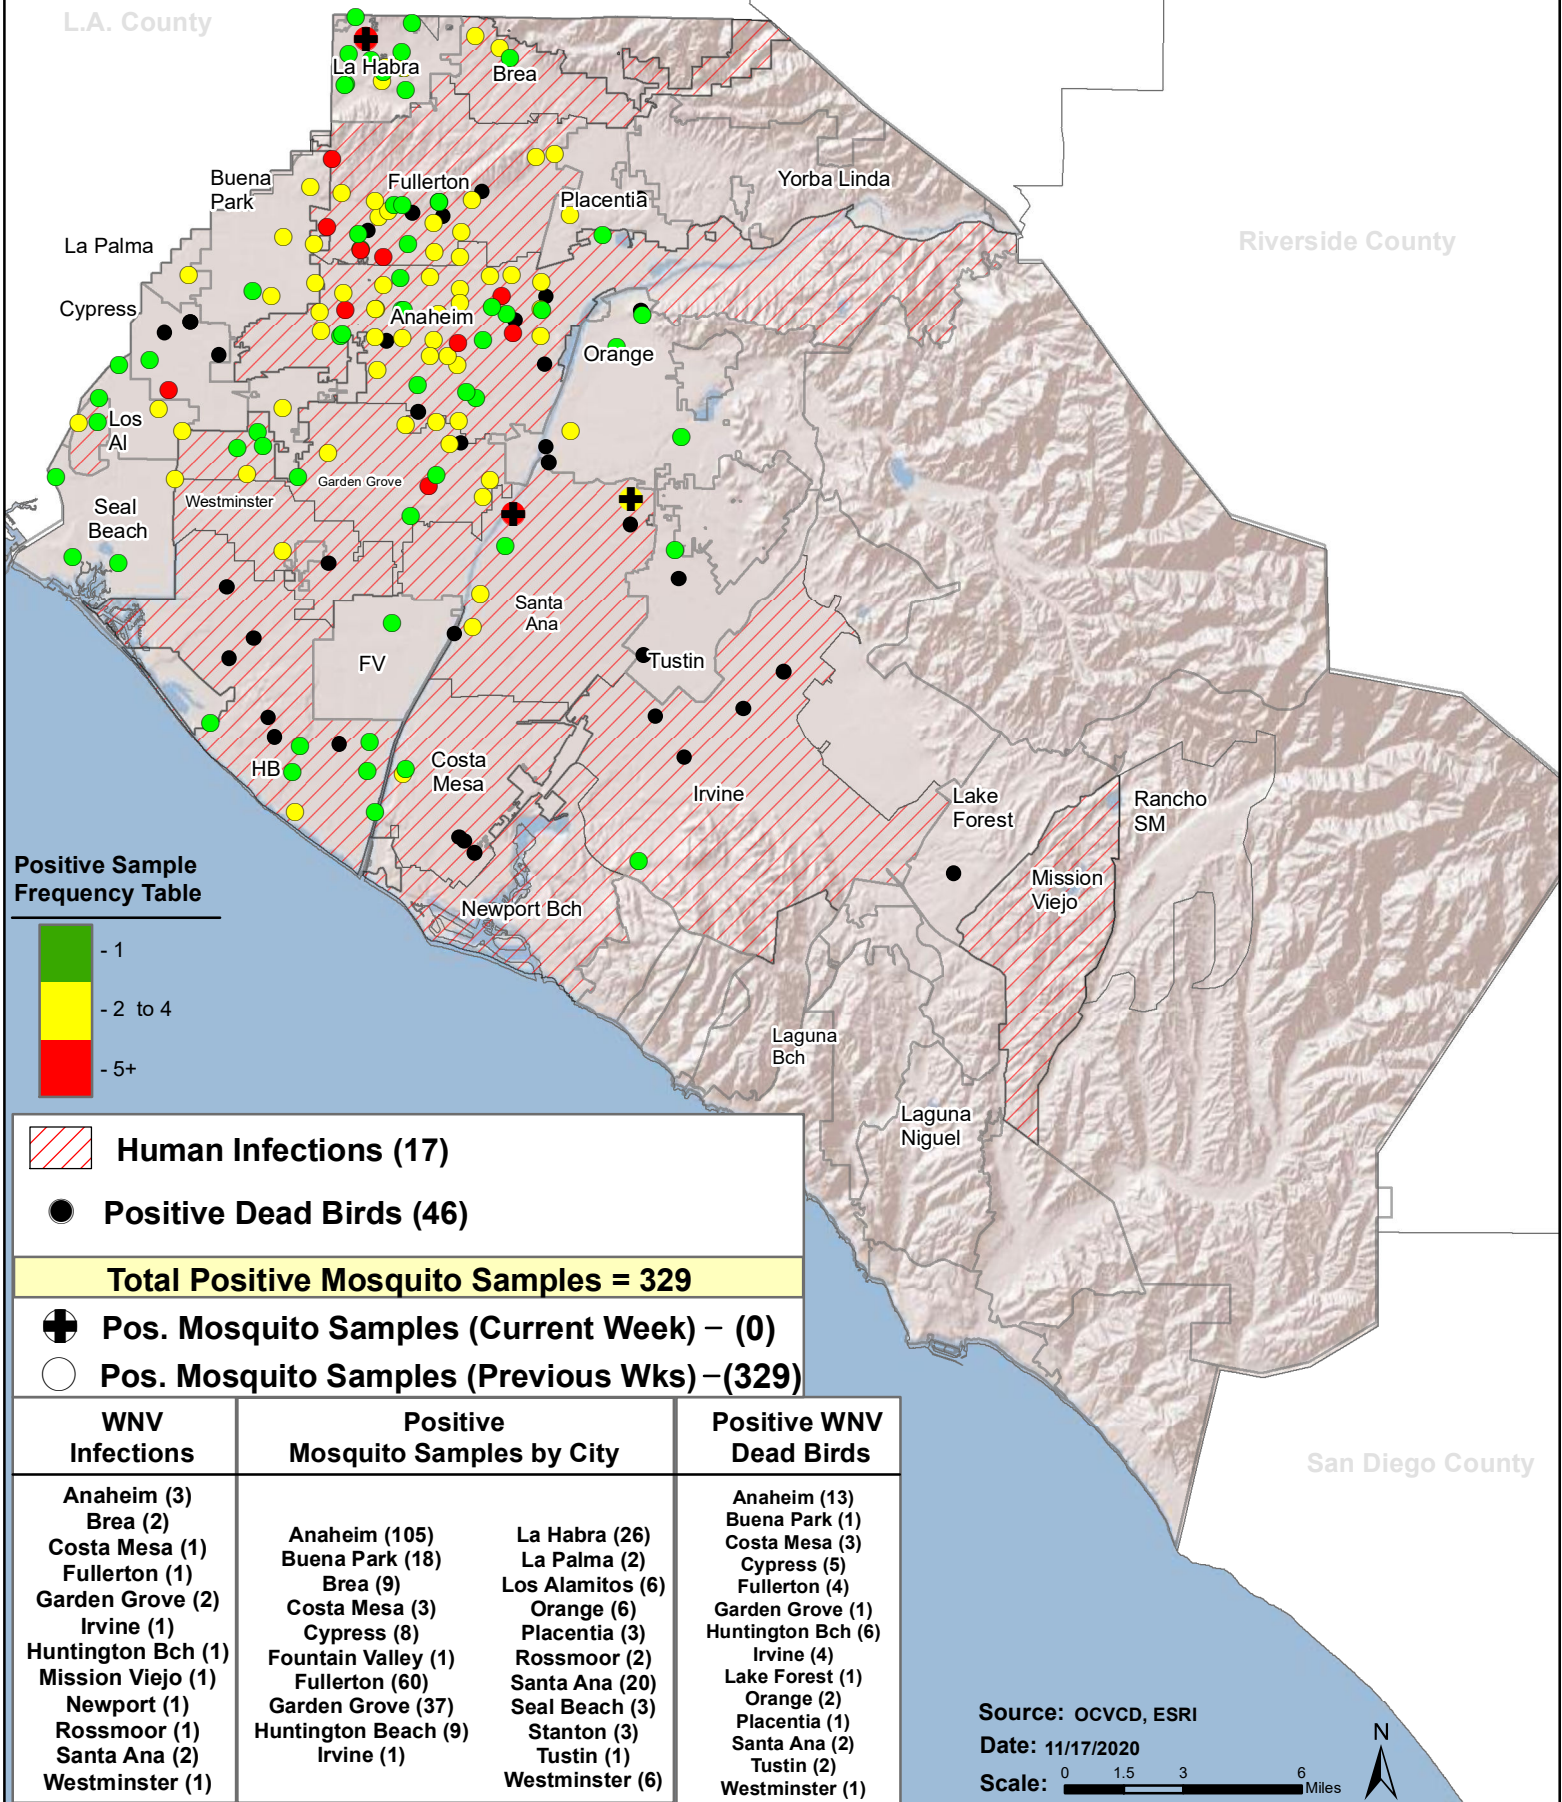 L.A. County
La Habra
Brea
Buena
Park
Fullerton
Placentia
Yorba Linda
La Palma
Riverside County
Cypress
Anaheim
Orange
Los
Al
Garden Grove
Westminster
Seal
Beach
Santa
Ana
FV
Tustin
Costa
Mesa
HB
Irvine
Lake
Forest
Rancho
SM
Mission
Viejo
Newport Bch
Laguna
Bch
Laguna
Niguel
Positive Sample
Frequency Table
- 1
- 2 to 4
- 5+
Human Infections (17)
Positive Dead Birds (46)
Total Positive Mosquito Samples = 329
Pos. Mosquito Samples (Current Week) – (0)
Pos. Mosquito Samples (Previous Wks) –(329)
WNV
Infections
Anaheim (3)
Brea (2)
Costa Mesa (1)
Fullerton (1)
Garden Grove (2)
Irvine (1)
Huntington Bch (1)
Mission Viejo (1)
Newport (1)
Rossmoor (1)
Santa Ana (2)
Westminster (1)
Positive
Mosquito Samples by City
Anaheim (105)
Buena Park (18)
Brea (9)
Costa Mesa (3)
Cypress (8)
Fountain Valley (1)
Fullerton (60)
Garden Grove (37)
Huntington Beach (9)
Irvine (1)
La Habra (26)
La Palma (2)
Los Alamitos (6)
Orange (6)
Placentia (3)
Rossmoor (2)
Santa Ana (20)
Seal Beach (3)
Stanton (3)
Tustin (1)
Westminster (6)
Positive WNV
Dead Birds
Anaheim (13)
Buena Park (1)
Costa Mesa (3)
Cypress (5)
Fullerton (4)
Garden Grove (1)
Huntington Bch (6)
Irvine (4)
Lake Forest (1)
Orange (2)
Placentia (1)
Santa Ana (2)
Tustin (2)
Westminster (1)
San Diego County
Source: OCVCD, ESRI
Date: 11/17/2020
Scale: 0 1.5 3 6 Miles
N